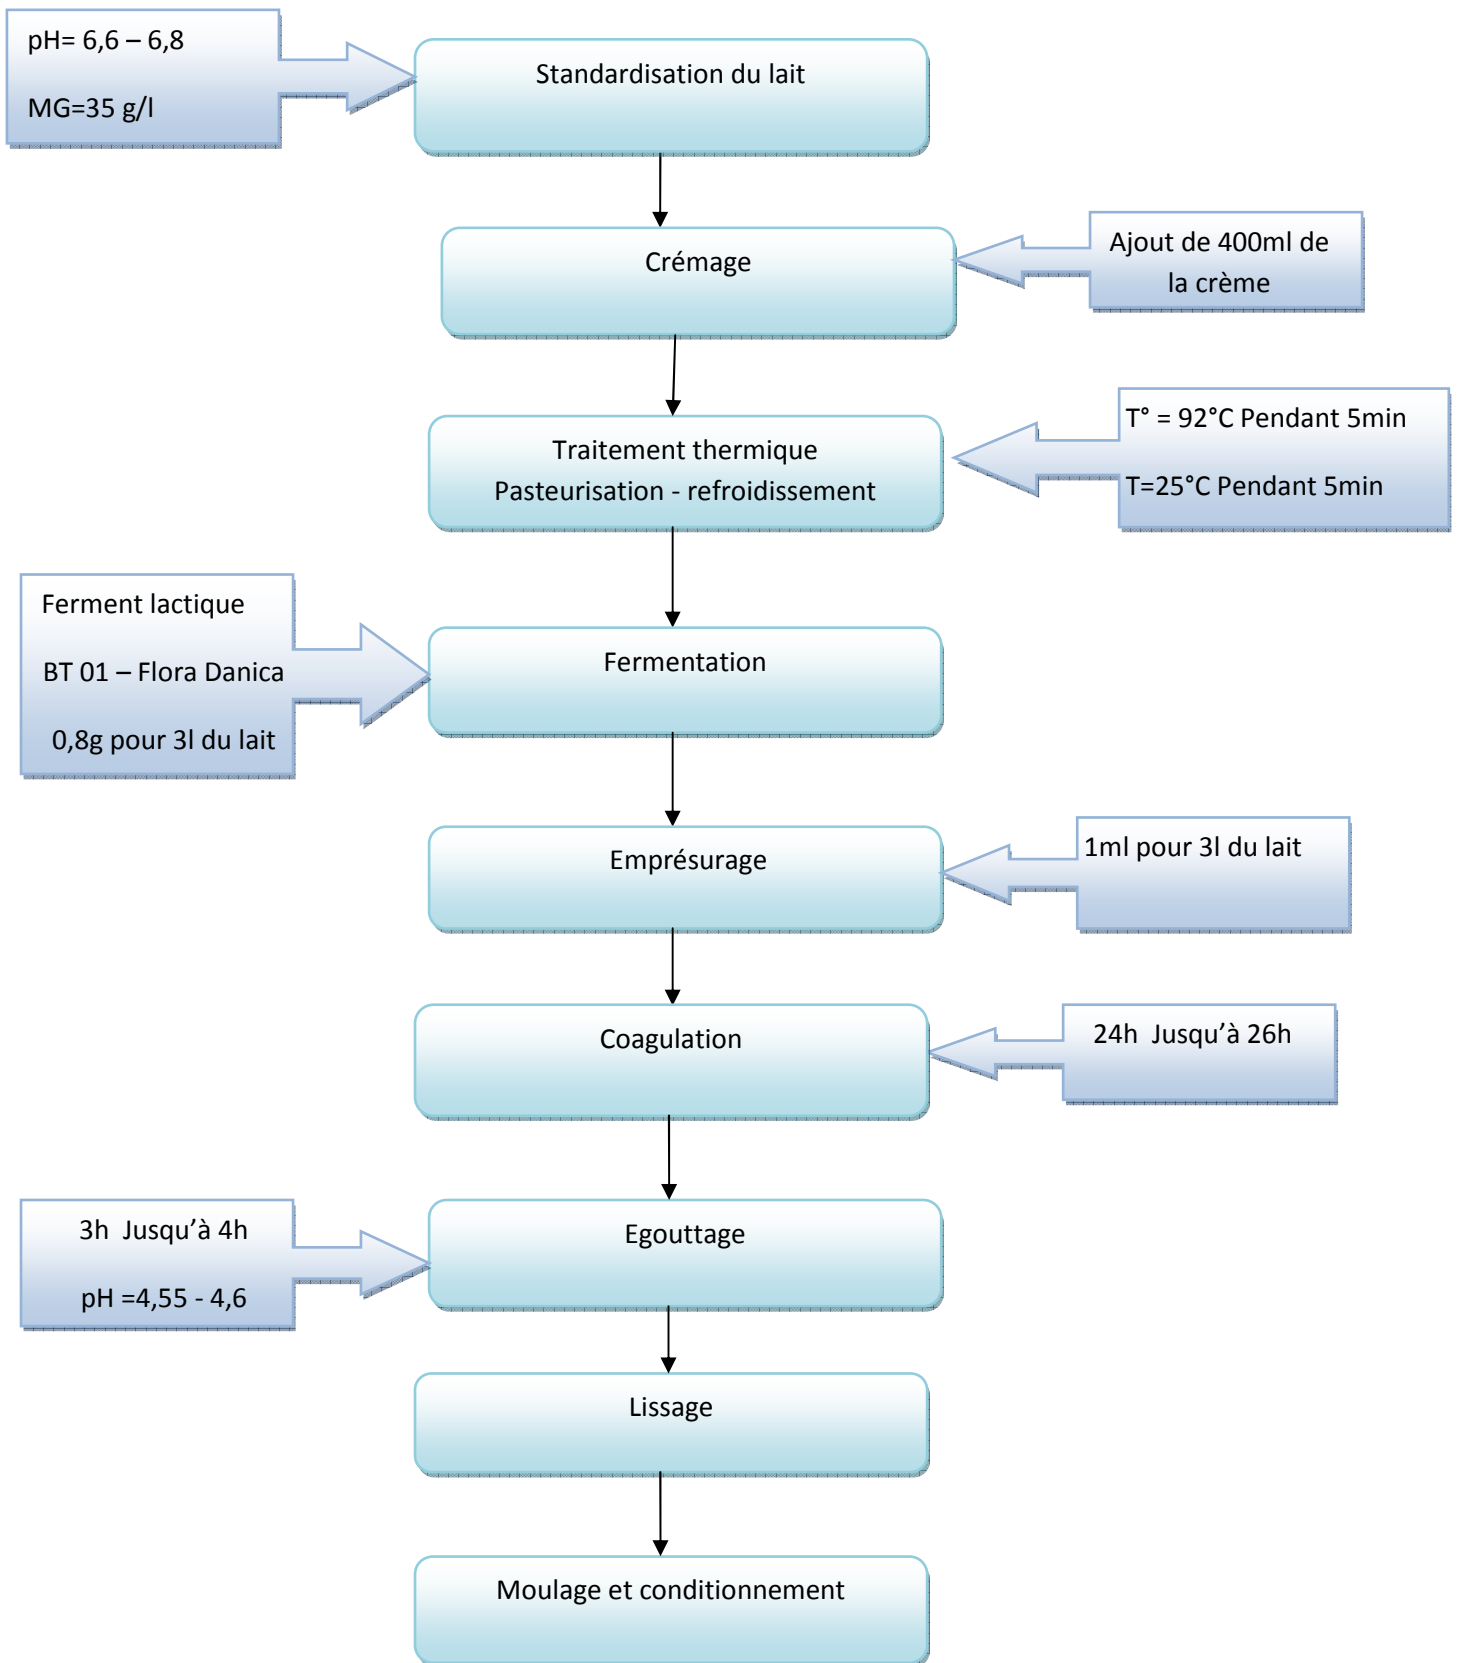 pH= 6,6 – 6,8
MG=35 g/l
Standardisation du lait
Crémage
Ajout de 400ml de
la crème
Traitement thermique
Pasteurisation - refroidissement
T° = 92°C Pendant 5min
T=25°C Pendant 5min
Ferment lactique
BT 01 – Flora Danica
0,8g pour 3l du lait
Fermentation
Emprésurage
1ml pour 3l du lait
Coagulation
24h Jusqu’à 26h
3h Jusqu’à 4h
pH =4,55 - 4,6
Egouttage
Lissage
Moulage et conditionnement